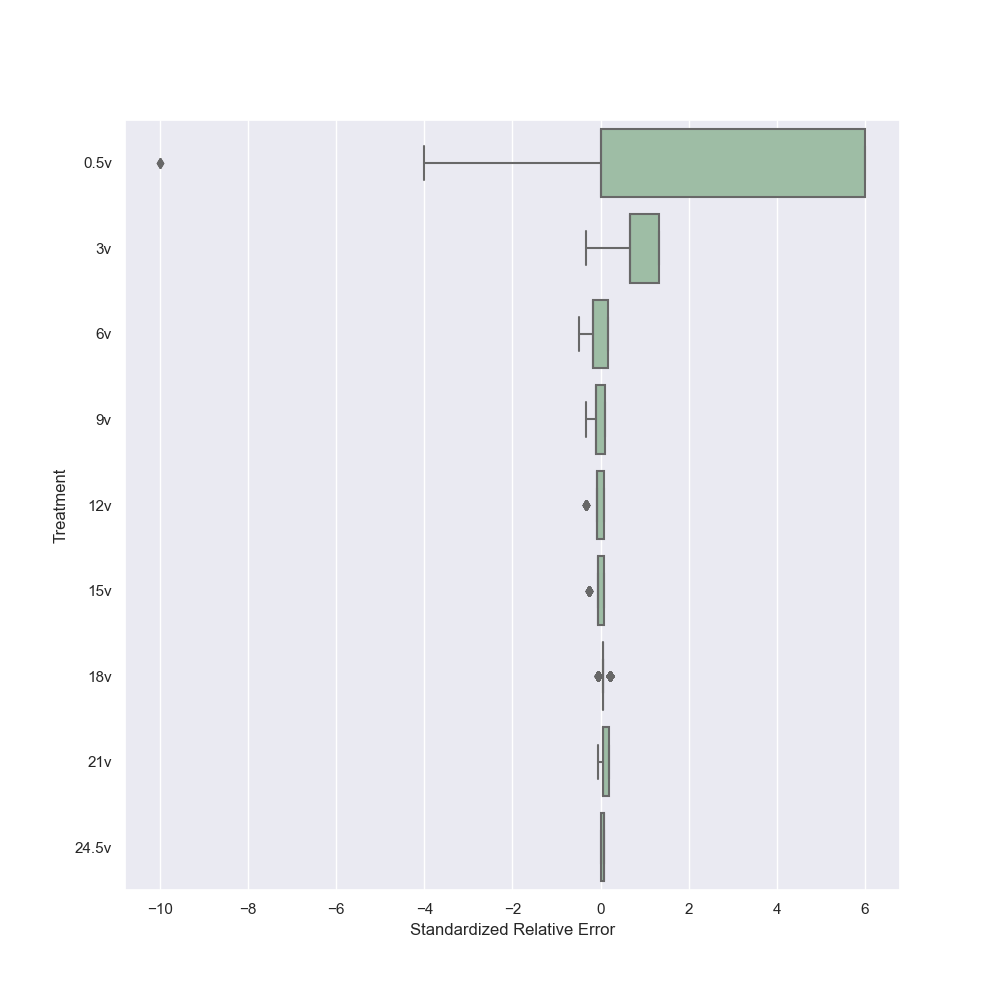 0.5v
3v
6v
9v
12v
15v
18v
21v
24.5v
Treatment
−10 −8 −6 −4 −2 0 2 4 6
Standardized Relative Error